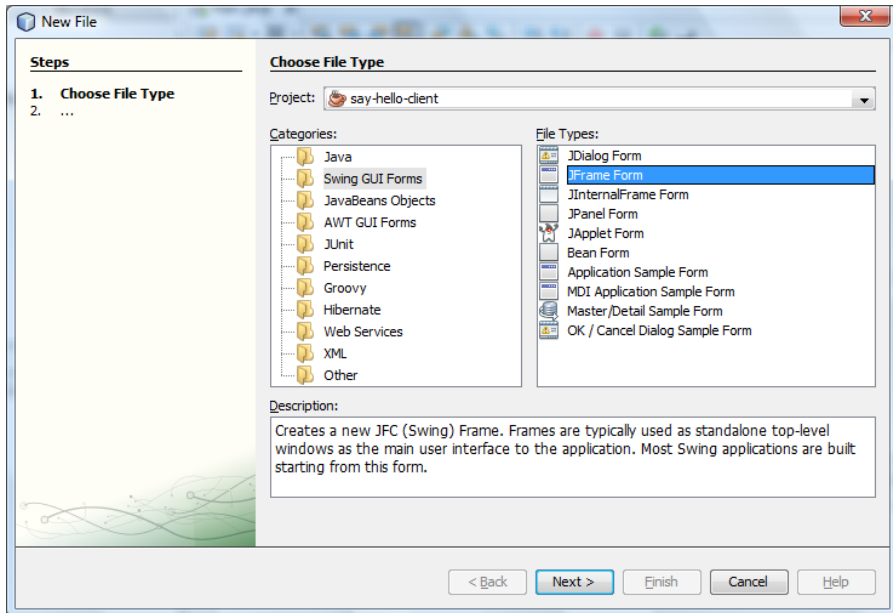 New File
Steps
1. Choose File Type
2. ...
Choose File Type
Project: say-hello-client
Categories:
Java
Swing GUI Forms
JavaBeans Objects
AWT GUI Forms
JUnit
Persistence
Groovy
Hibernate
Web Services
XML
Other
File Types:
JDialog Form
JFrame Form
JInternalFrame Form
JPanel Form
JApplet Form
Bean Form
Application Sample Form
MDI Application Sample Form
Master/Detail Sample Form
OK / Cancel Dialog Sample Form
Description:
Creates a new JFC (Swing) Frame. Frames are typically used as standalone top-level
windows as the main user interface to the application. Most Swing applications are built
starting from this form.
< Back Next > Finish Cancel Help